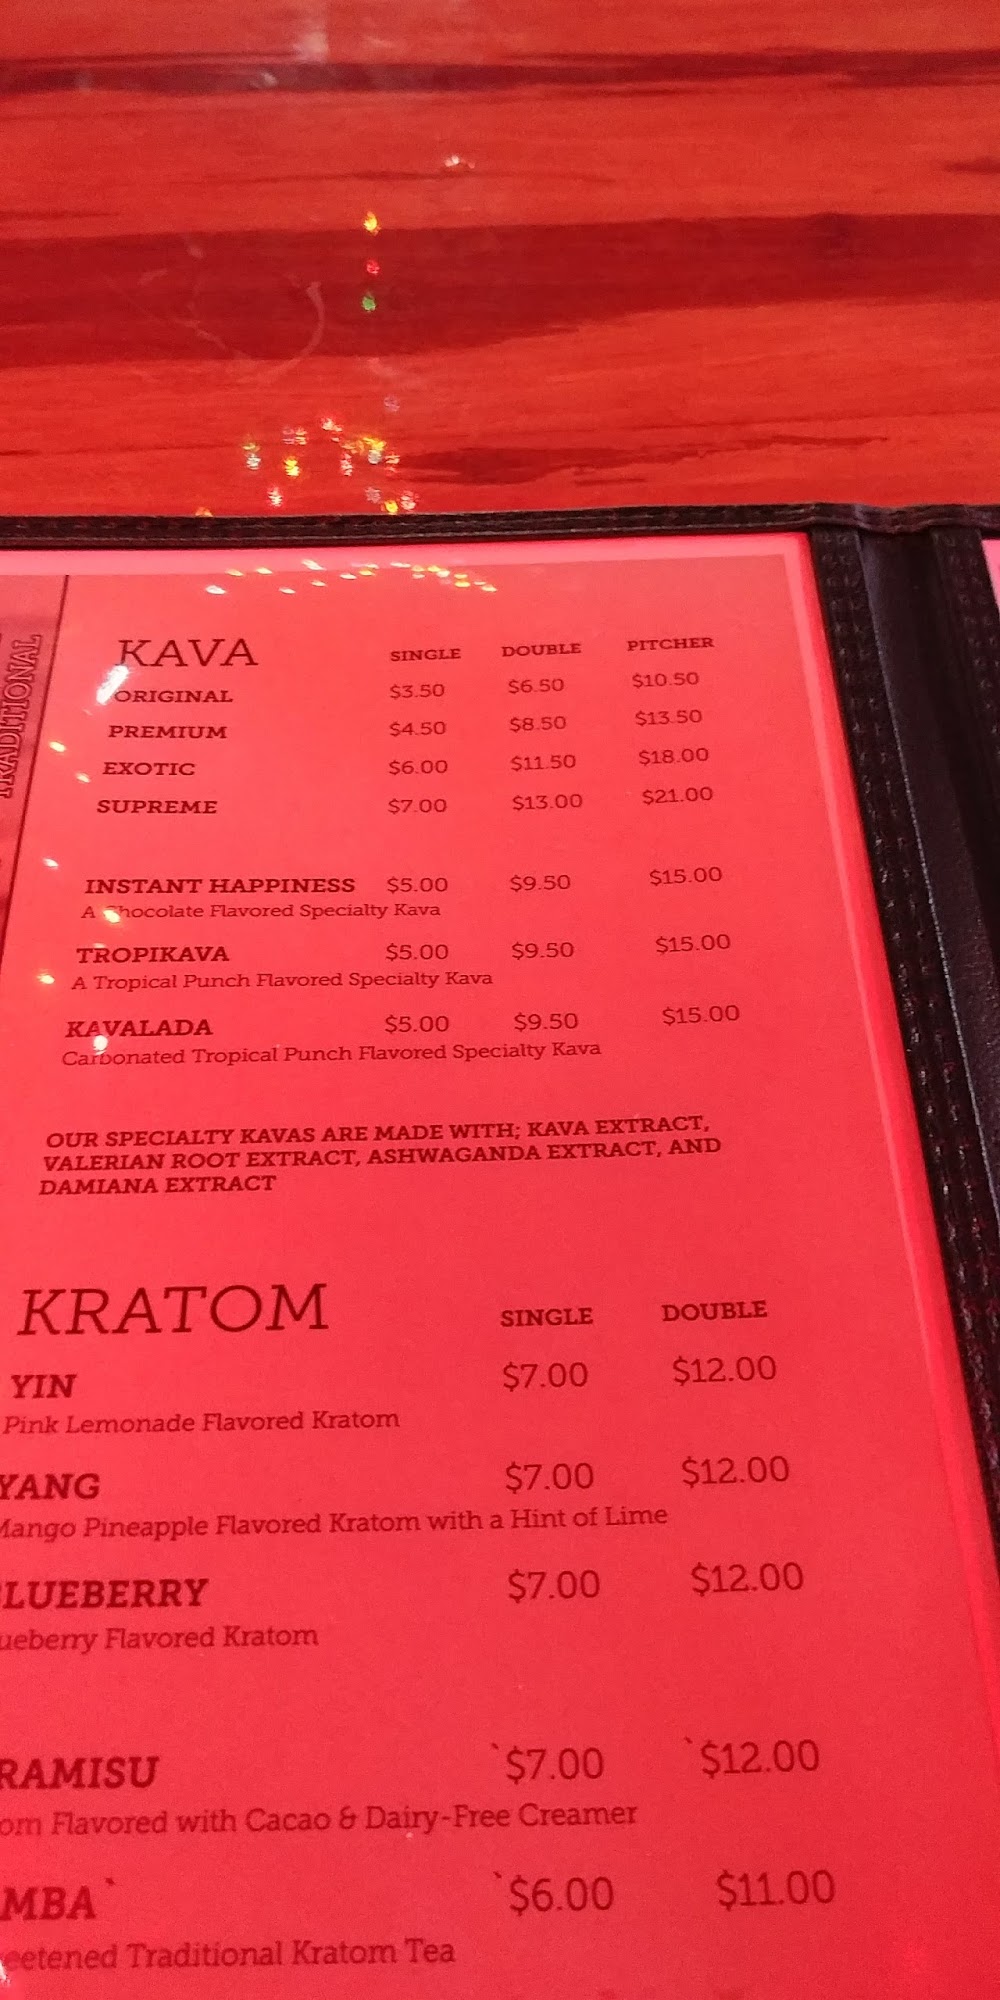 TRADITIONAL
KAVA SINGLE DOUBLE PITCHER
ORIGINAL $3.50 $6.50 $10.50
PREMIUM $4.50 $8.50 $13.50
EXOTIC $6.00 $11.50 $18.00
SUPREME $7.00 $13.00 $21.00
INSTANT HAPPINESS $5.00 $9.50 $15.00
A Chocolate Flavored Specialty Kava
TROPIKAVA $5.00 $9.50 $15.00
A Tropical Punch Flavored Specialty Kava
KAVALADA $5.00 $9.50 $15.00
Carbonated Tropical Punch Flavored Specialty Kava
OUR SPECIALTY KAVAS ARE MADE WITH; KAVA EXTRACT,
VALERIAN ROOT EXTRACT, ASHWAGANDA EXTRACT, AND
DAMIANA EXTRACT
KRATOM SINGLE DOUBLE
YIN $7.00 $12.00
Pink Lemonade Flavored Kratom
YANG $7.00 $12.00
Mango Pineapple Flavored Kratom with a Hint of Lime
LUEBERRY $7.00 $12.00
ueberry Flavored Kratom
RAMISU `$7.00 `$12.00
om Flavored with Cacao & Dairy-Free Creamer
MBA` `$6.00 $11.00
eetened Traditional Kratom Tea